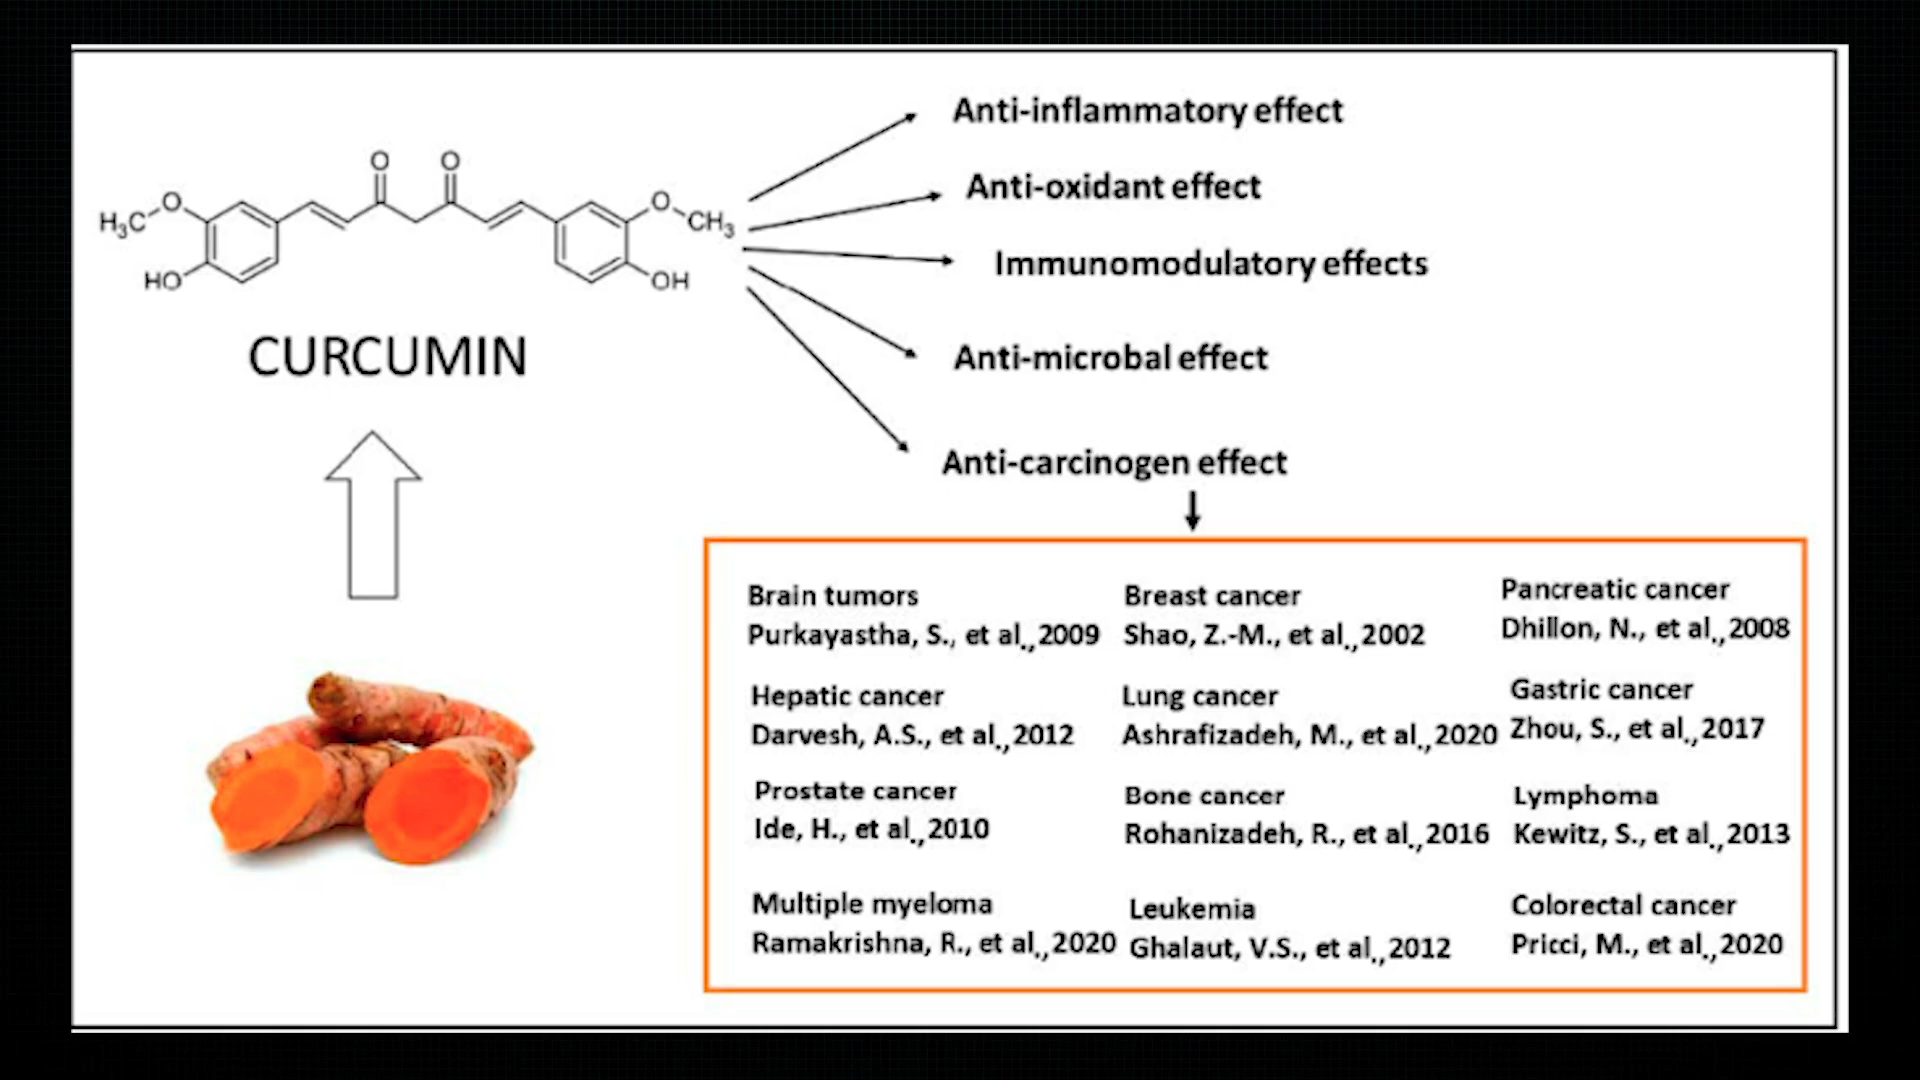 O
O
H₃C
O
HO
O
CH₃
OH
CURCUMIN
Anti-inflammatory effect
Anti-oxidant effect
Immunomodulatory effects
Anti-microbal effect
Anti-carcinogen effect
Brain tumors
Purkayastha, S., et al.,,2009
Breast cancer
Shao, Z.-M., et al.,,2002
Pancreatic cancer
Dhillon, N., et al.,,2008
Hepatic cancer
Darvesh, A.S., et al.,,2012
Lung cancer
Ashrafizadeh, M., et al.,,2020
Gastric cancer
Zhou, S., et al.,,2017
Prostate cancer
Ide, H., et al.,,2010
Bone cancer
Rohanizadeh, R., et al.,,2016
Lymphoma
Kewitz, S., et al.,,2013
Multiple myeloma
Ramakrishna, R., et al.,,2020
Leukemia
Ghalaut, V.S., et al.,,2012
Colorectal cancer
Pricci, M., et al.,,2020